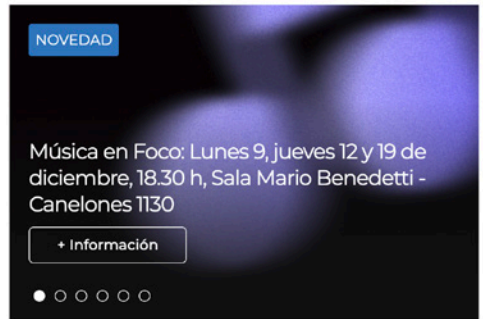 NOVEDAD
Música en Foco: Lunes 9, jueves 12 y 19 de
diciembre, 18.30 h, Sala Mario Benedetti -
Canelones 1130
+ Información